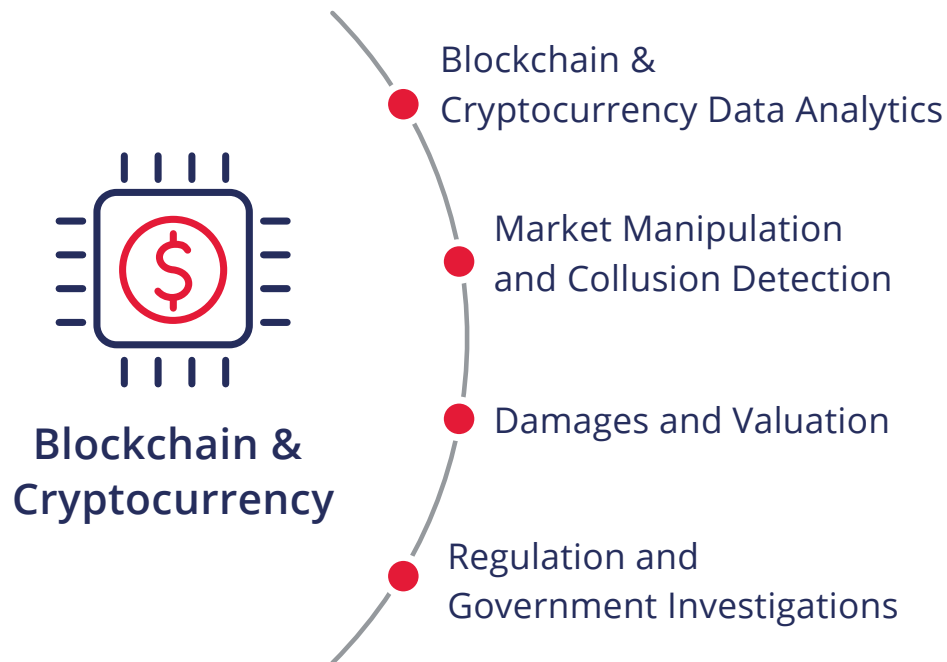 Blockchain &
Cryptocurrency Data Analytics
Market Manipulation
and Collusion Detection
Damages and Valuation
Regulation and
Government Investigations
$
Blockchain &
Cryptocurrency